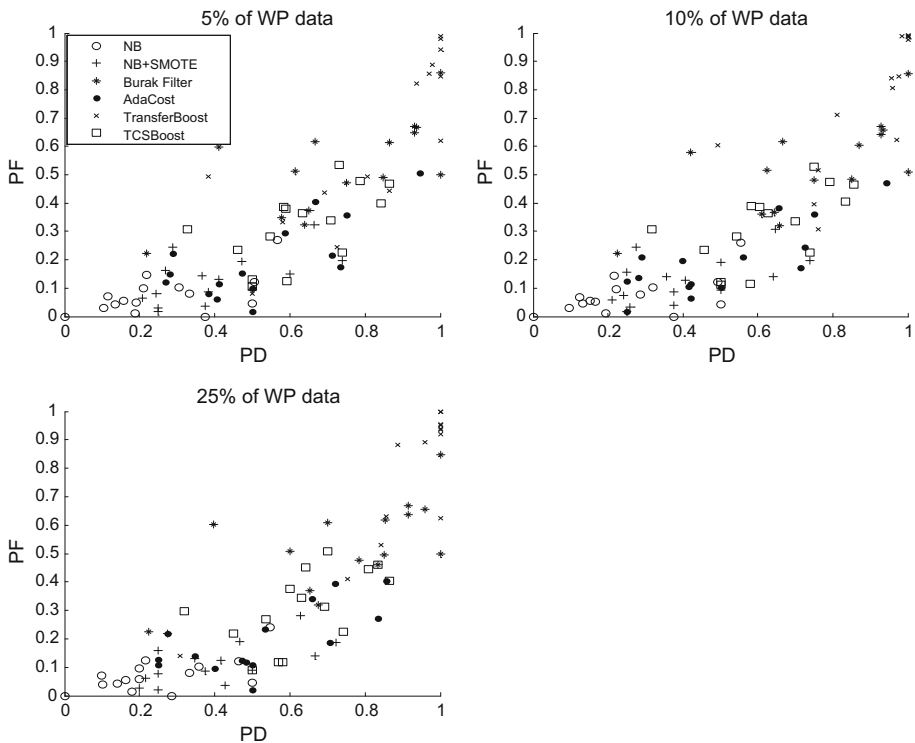 5% of WP data
1
0.9
0.8
0.7
0.6
0.5
0.4
0.3
0.2
0.1
0
PF
NB
NB+SMOTE
Burak Filter
AdaCost
TransferBoost
TCSBoost
0 0.2 0.4 0.6 0.8 1
PD
10% of WP data
1
0.9
0.8
0.7
0.6
0.5
0.4
0.3
0.2
0.1
0
PF
0 0.2 0.4 0.6 0.8 1
PD
25% of WP data
1
0.9
0.8
0.7
0.6
0.5
0.4
0.3
0.2
0.1
0
PF
0 0.2 0.4 0.6 0.8 1
PD